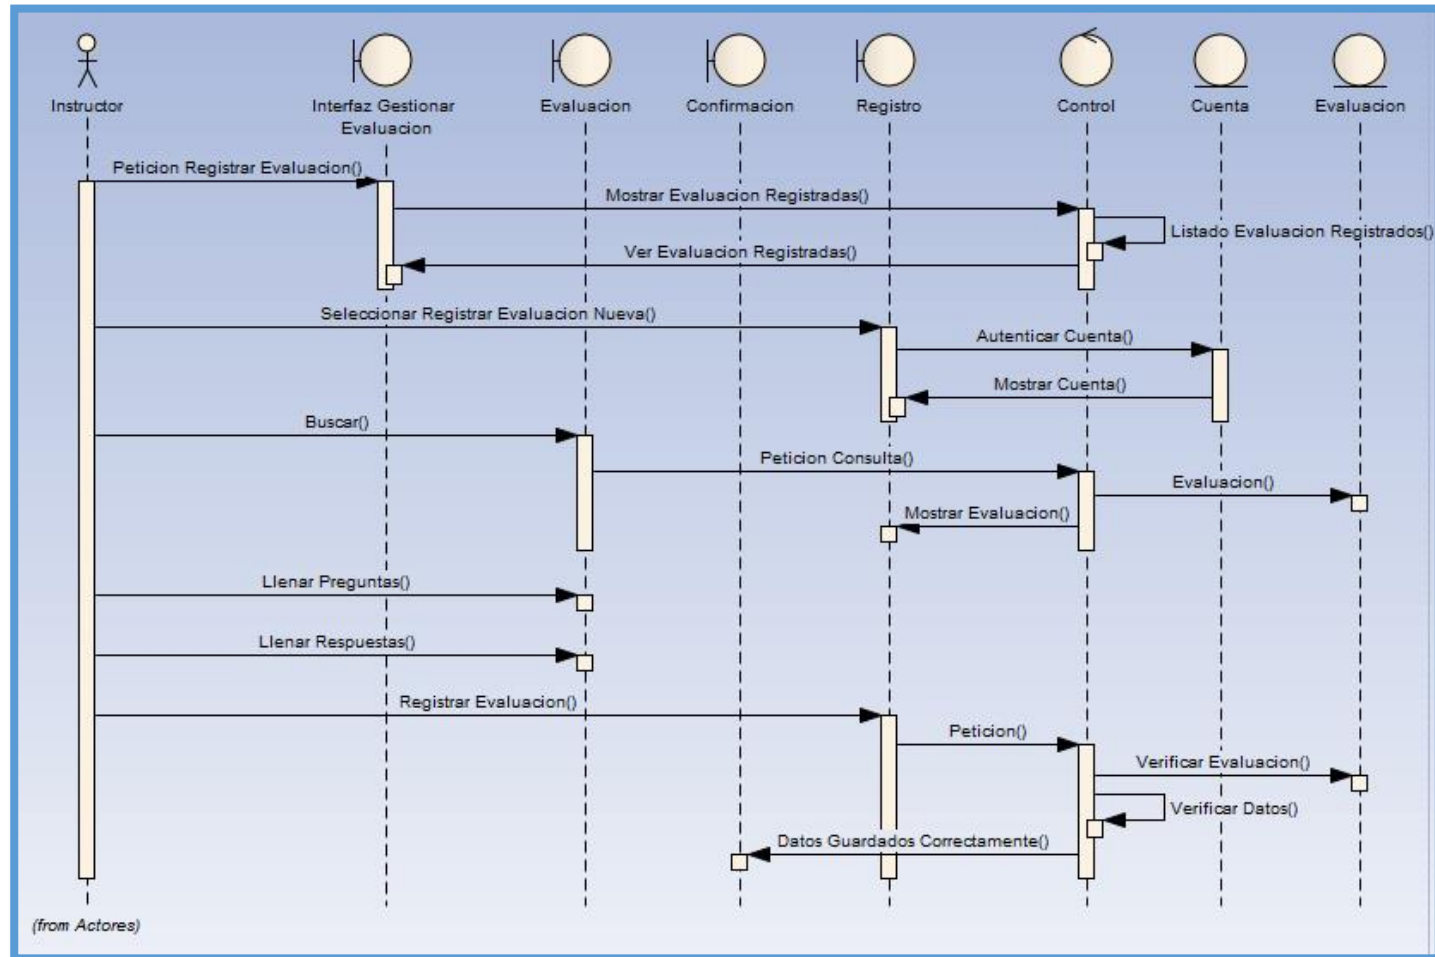 Instructor
Interfaz Gestionar
Evaluacion
Evaluacion
Confirmacion
Registro
Control
Cuenta
Evaluacion
Peticion Registrar Evaluacion()
Mostrar Evaluacion Registradas()
Listado Evaluacion Registrados()
Ver Evaluacion Registradas()
Seleccionar Registrar Evaluacion Nueva()
Autenticar Cuenta()
Mostrar Cuenta()
Buscar()
Peticion Consulta()
Evaluacion()
Mostrar Evaluacion()
Llenar Preguntas()
Llenar Respuestas()
Registrar Evaluacion()
Peticion()
Verificar Evaluacion()
Verificar Datos()
Datos Guardados Correctamente()
(from Actores)